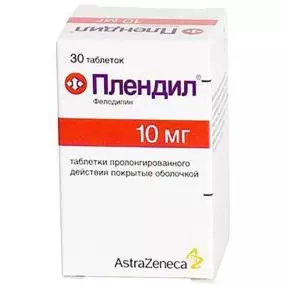 30 таблеток
Плендил®
Фелодипин
10 мг
таблетки пролонгированного
действия покрытые оболочкой
AstraZeneca